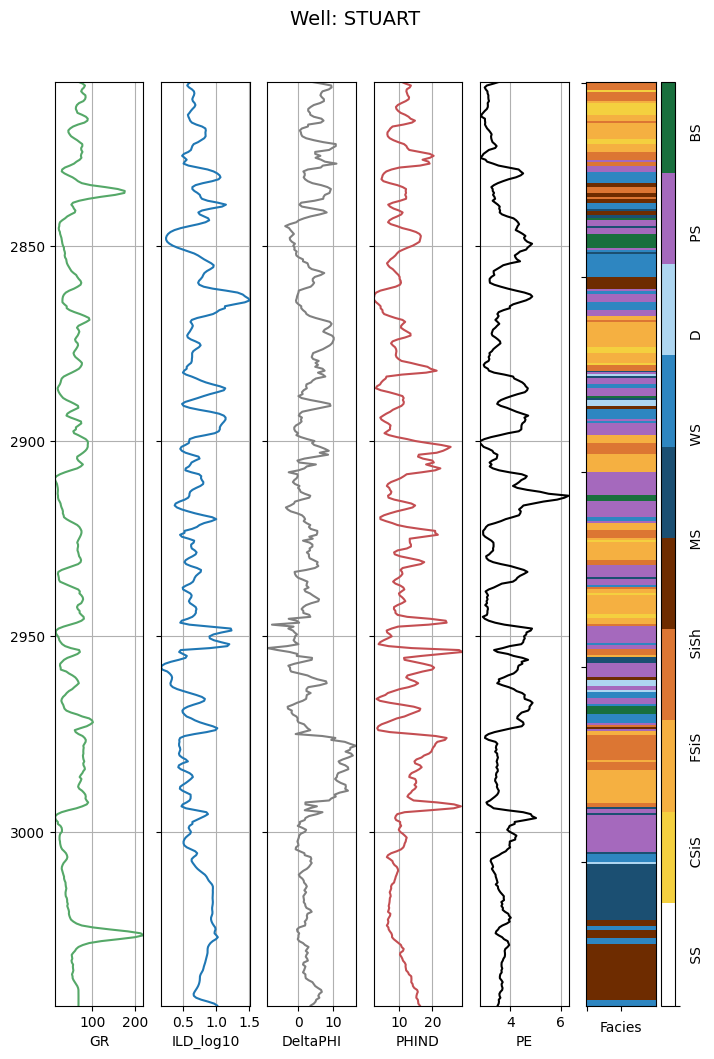 Well: STUART
2850
2900
2950
3000
100 200
0.5 1.0 1.5
0 10
10 20
4 6
GR
ILD_log10
DeltaPHI
PHIND
PE
Facies
BS
PS
D
WS
MS
SiSh
FSiS
CSiS
SS